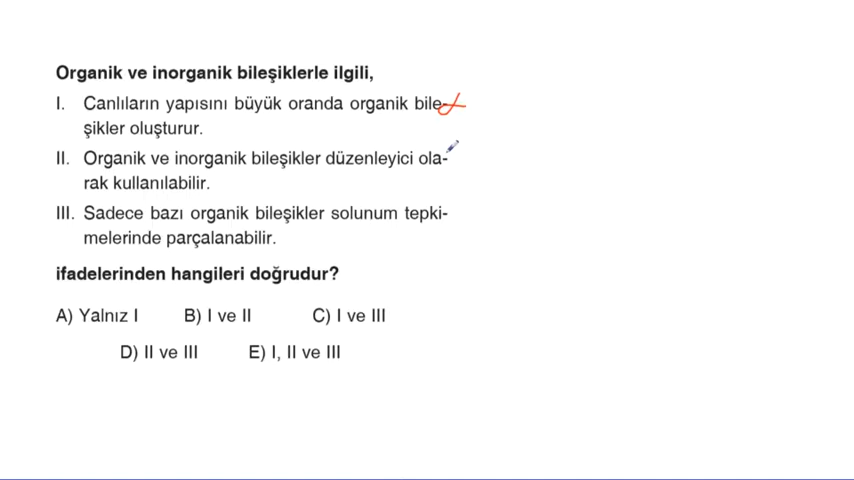 Organik ve inorganik bileşiklerle ilgili,
I. Canlıların yapısını büyük oranda organik bile-
şikler oluşturur.
II. Organik ve inorganik bileşikler düzenleyici ola-
rak kullanılabilir.
III. Sadece bazı organik bileşikler solunum tepki-
melerinde parçalanabilir.
ifadelerinden hangileri doğrudur?
A) Yalnız I B) I ve II C) I ve III
D) II ve III E) I, II ve III